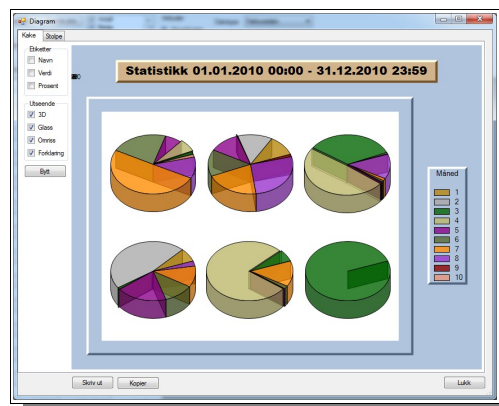 Diagram
Kake
Stolpe
Etiketter
Navn
Verdi
Prosent
Utseende
3D
Glass
Omriss
Forklaring
Bytt
Statistikk 01.01.2010 00:00 - 31.12.2010 23:59
Måned
1
2
3
4
5
6
7
8
9
10
Skriv ut
Kopier
Lukk